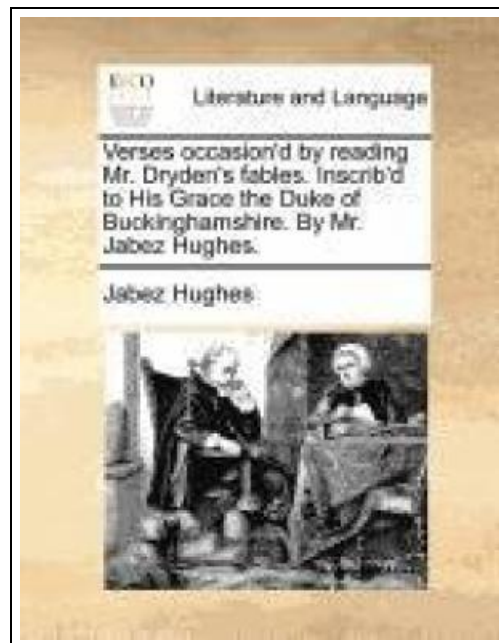 ECCO
Literature and Language
Verses occasion'd by reading
Mr. Dryden's fables. Inscrib'd
to His Grace the Duke of
Buckinghamshire. By Mr.
Jabez Hughes.
Jabez Hughes